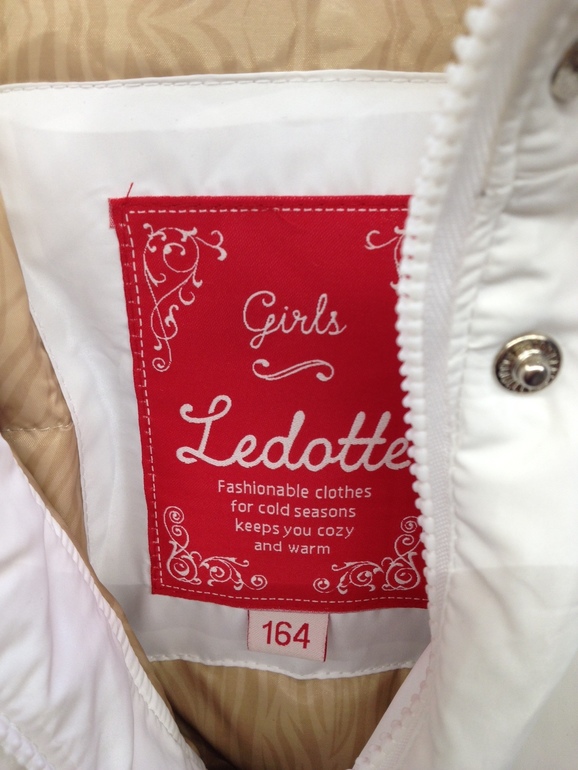 Girls
Ledotte
Fashionable clothes
for cold seasons
keeps you cozy
and warm
164